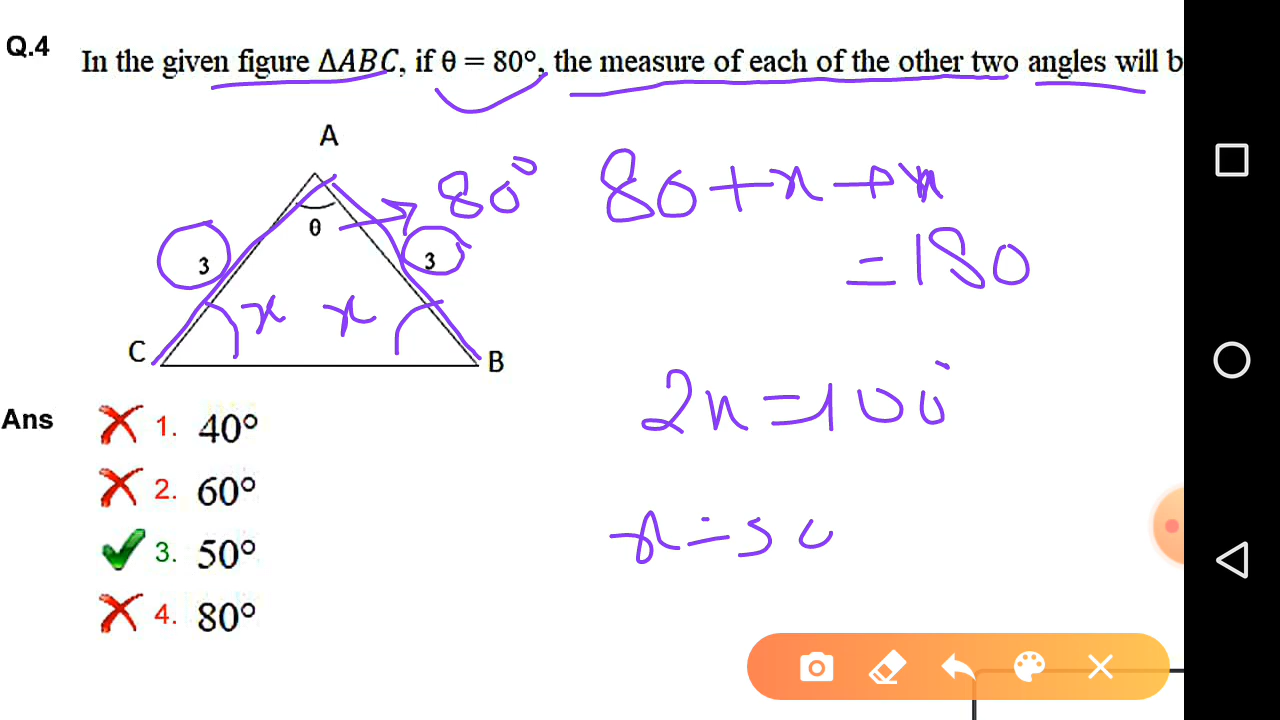 Q.4 In the given figure ΔABC, if θ = 80°, the measure of each of the other two angles will b
A
80° 80+x+x
θ
3 3 =180
x x
C B
2x=100
Ans 1. 40°
2. 60°
x=50
3. 50°
4. 80°